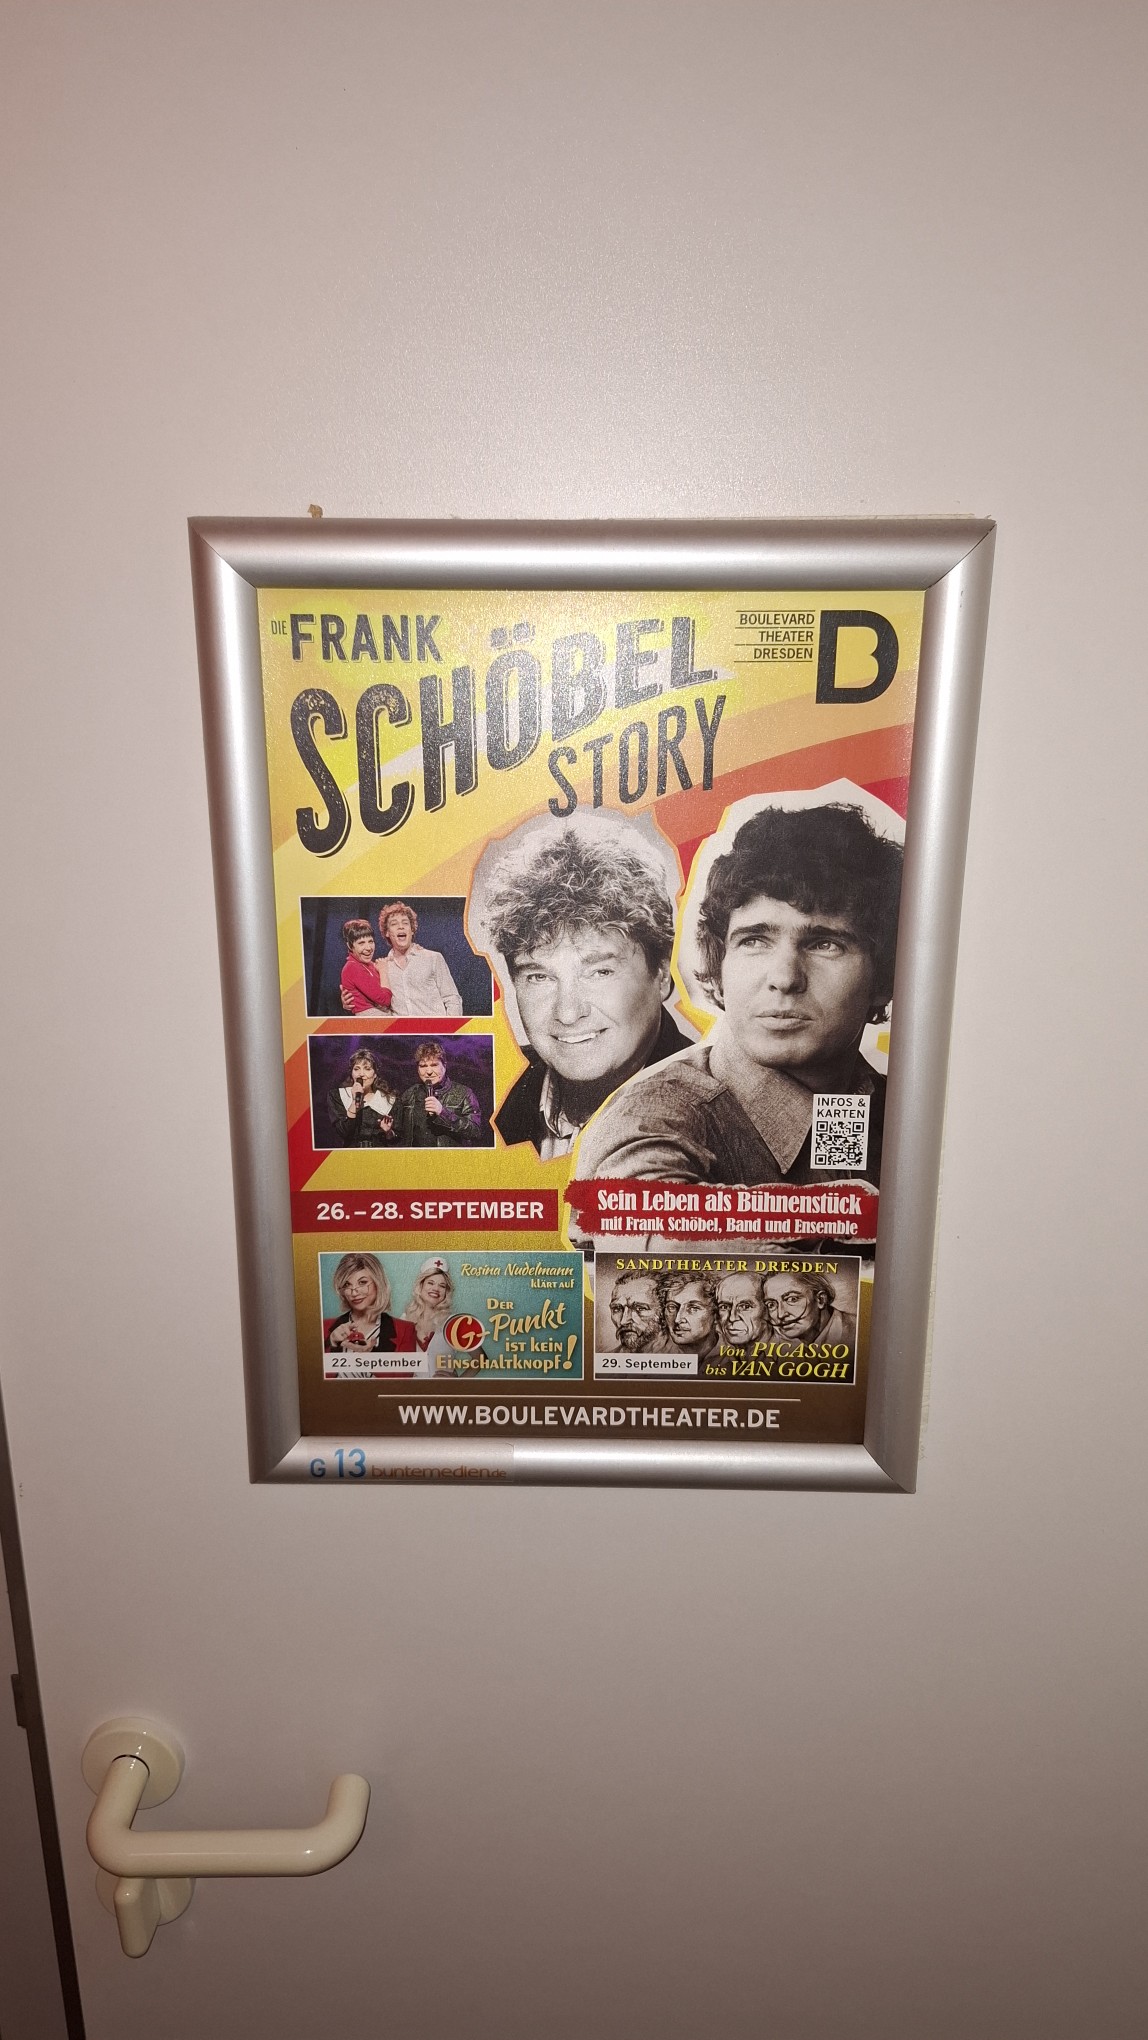 DIE FRANK
SCHÖBEL
STORY
BOULEVARD
THEATER
DRESDEN
B
INFOS &
KARTEN
26. – 28. SEPTEMBER
Sein Leben als Bühnenstück
mit Frank Schöbel, Band und Ensemble
Rosina Nudelmann
KLÄRT AUF
DER
G-PUNKT
IST KEIN
EINSCHALTKNOPF!
22. September
SANDTHEATER DRESDEN
Von PICASSO
bis VAN GOGH
29. September
WWW.BOULEVARDTHEATER.DE
G 13 buntemedien.de